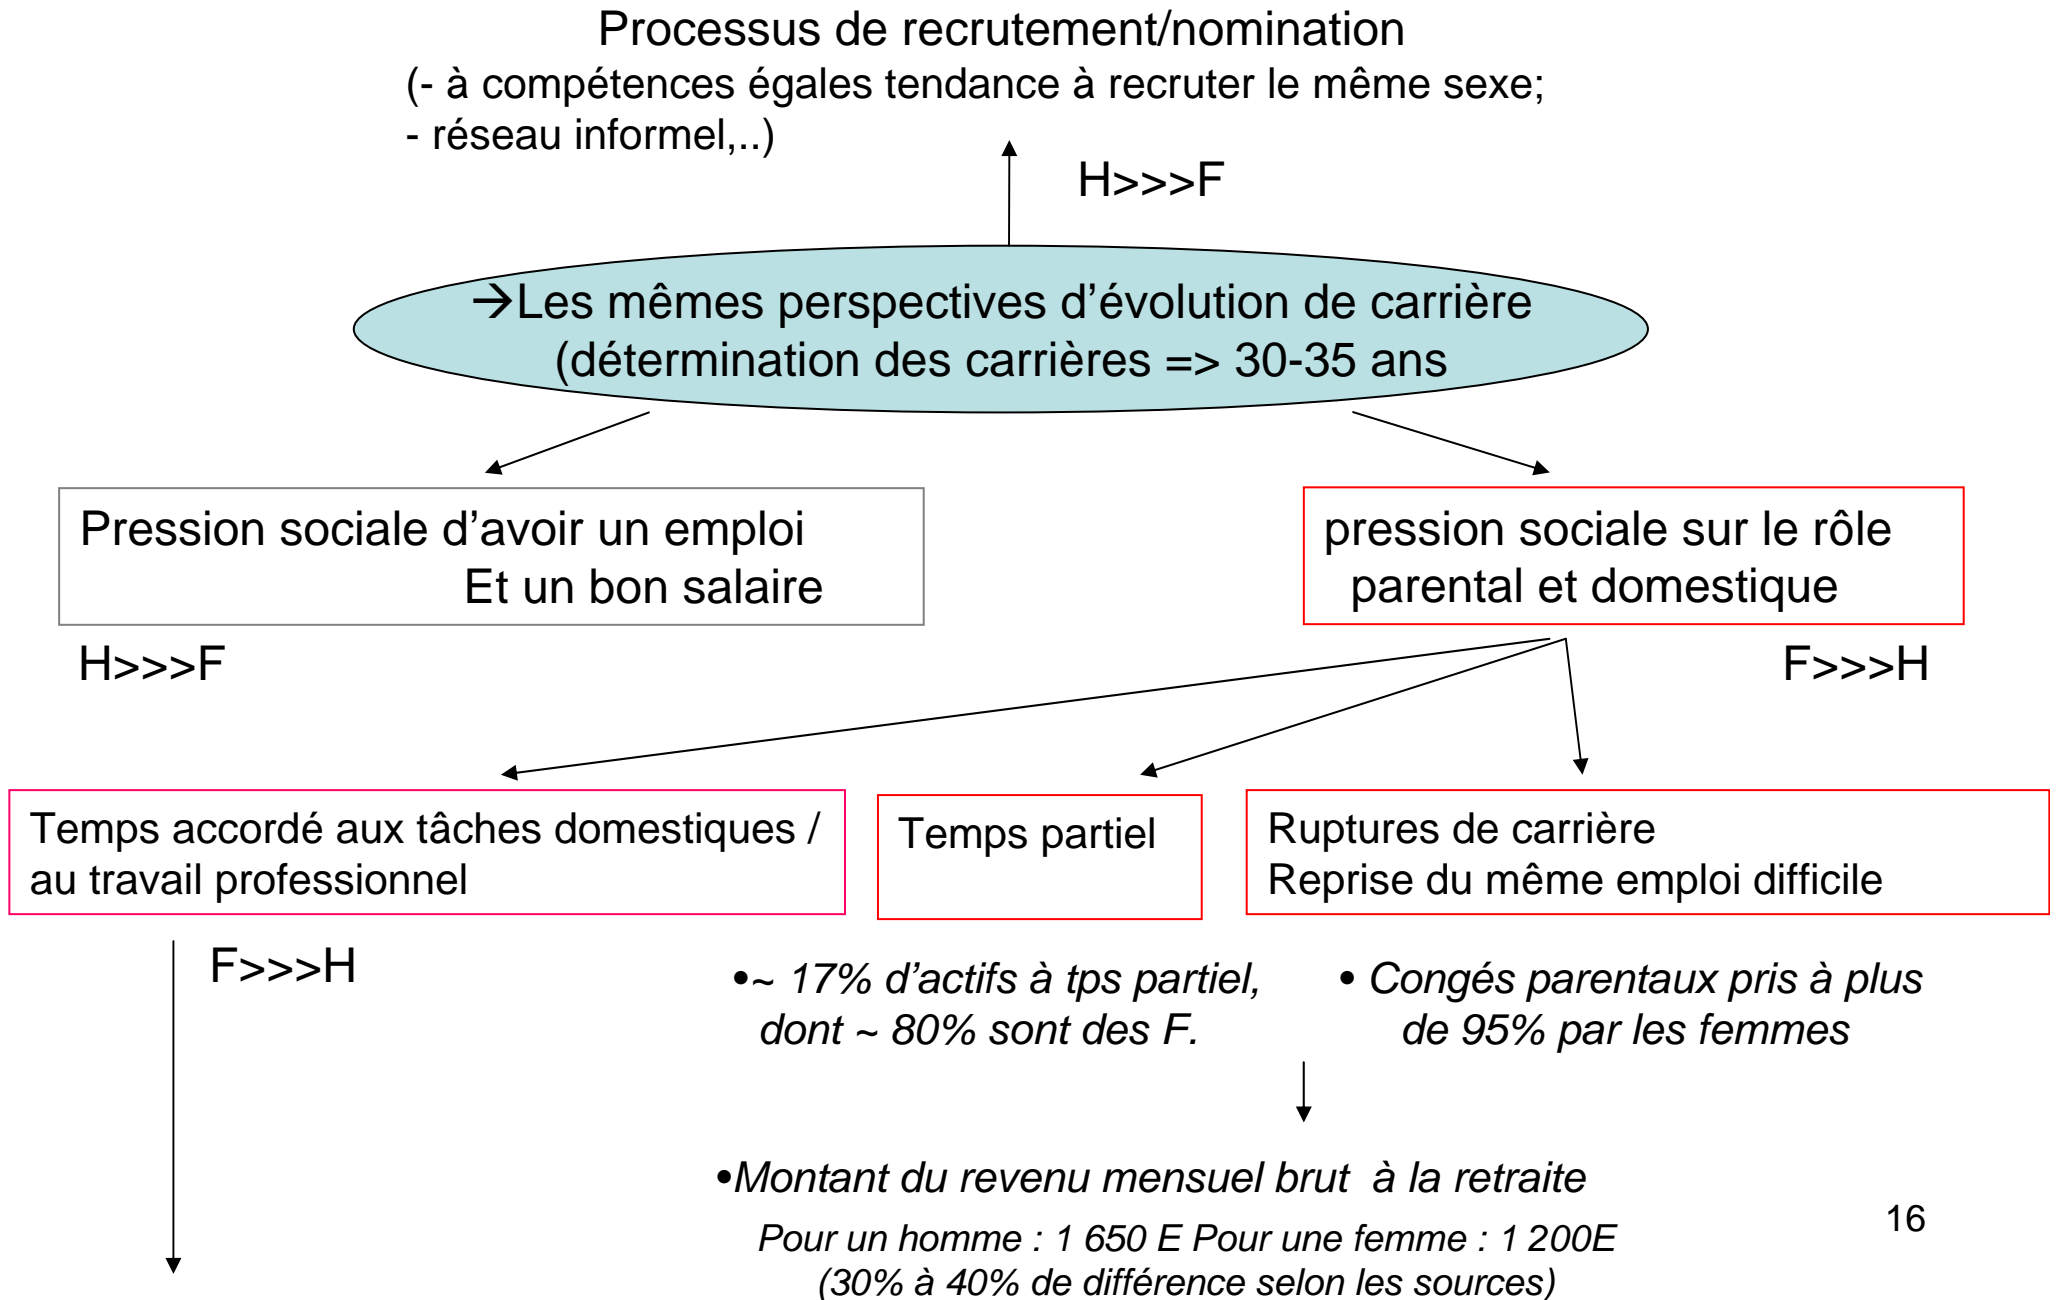 Processus de recrutement/nomination
(- à compétences égales tendance à recruter le même sexe;
- réseau informel,..)
H>>>F
→Les mêmes perspectives d’évolution de carrière
(détermination des carrières => 30-35 ans
Pression sociale d’avoir un emploi
Et un bon salaire
pression sociale sur le rôle
parental et domestique
H>>>F
F>>>H
Temps accordé aux tâches domestiques /
au travail professionnel
Temps partiel
Ruptures de carrière
Reprise du même emploi difficile
F>>>H
•~ 17% d’actifs à tps partiel,
dont ~ 80% sont des F.
• Congés parentaux pris à plus
de 95% par les femmes
•Montant du revenu mensuel brut à la retraite
Pour un homme : 1 650 E Pour une femme : 1 200E
(30% à 40% de différence selon les sources)
16